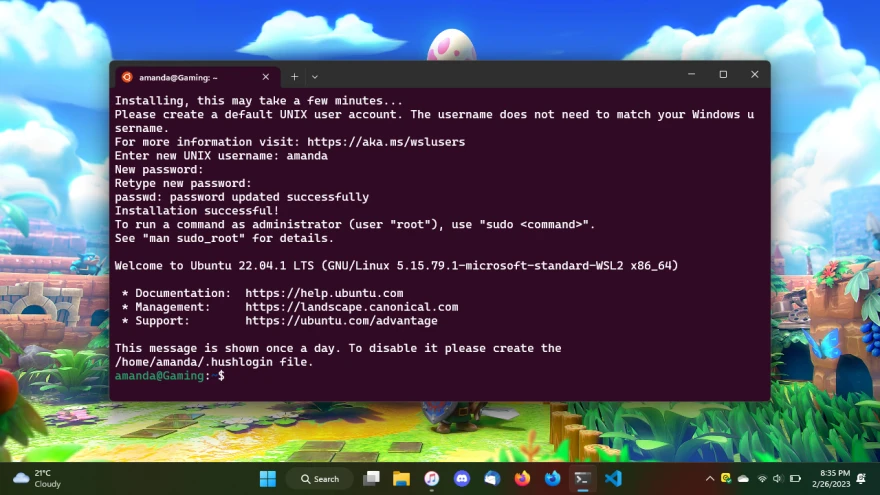 amanda@Gaming: ~
Installing, this may take a few minutes...
Please create a default UNIX user account. The username does not need to match your Windows u
sername.
For more information visit: https://aka.ms/wslusers
Enter new UNIX username: amanda
New password:
Retype new password:
passwd: password updated successfully
Installation successful!
To run a command as administrator (user "root"), use "sudo <command>".
See "man sudo_root" for details.
Welcome to Ubuntu 22.04.1 LTS (GNU/Linux 5.15.79.1-microsoft-standard-WSL2 x86_64)
* Documentation:  https://help.ubuntu.com
* Management:     https://landscape.canonical.com
* Support:        https://ubuntu.com/advantage
This message is shown once a day. To disable it please create the
/home/amanda/.hushlogin file.
amanda@Gaming:~$
21°C
Cloudy
Search
8:35 PM
2/26/2023